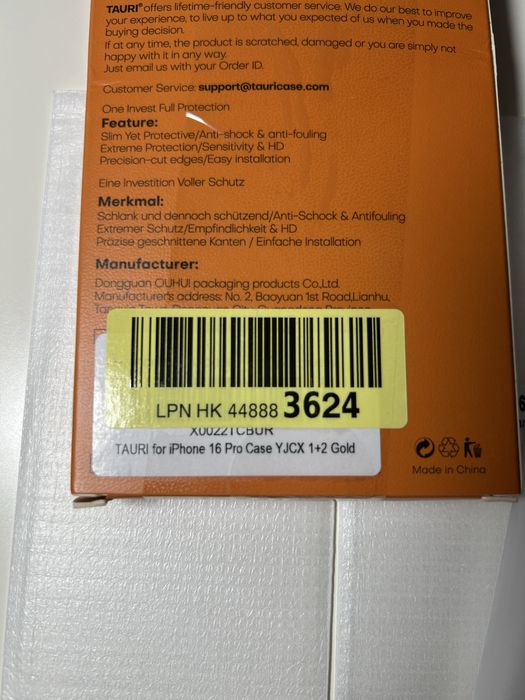 TAURI® offers lifetime-friendly customer service. We do our best to improve
your experience, to live up to what you expected of us when you made the
buying decision.
If at any time, the product is scratched, damaged or you are simply not
happy with it in any way.
Just email us with your Order ID.
Customer Service: support@tauricase.com
One Invest Full Protection
Feature:
Slim Yet Protective/Anti-shock & anti-fouling
Extreme Protection/Sensitivity & HD
Precision-cut edges/Easy installation
Eine Investition Voller Schutz
Merkmal:
Schlank und dennoch schützend/Anti-Schock & Antifouling
Extremer Schutz/Empfindlichkeit & HD
Präzise geschnittene Kanten / Einfache Installation
Manufacturer:
Dongguan OUHUI packaging products Co.,Ltd.
Manufacturer's address: No. 2, Baoyuan 1st Road,Lianhu,
LPN HK 44888 3624
X0022TCBUR
TAURI for iPhone 16 Pro Case YJCX 1+2 Gold
Made in China